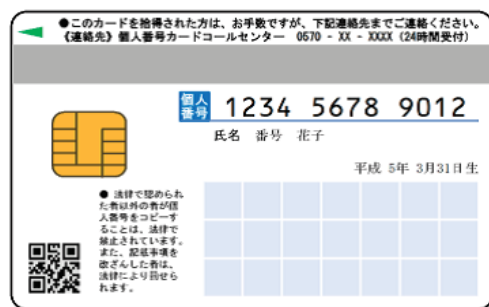 ●このカードを拾得された方は、お手数ですが、下記連絡先までご連絡ください。
《連絡先》個人番号カードコールセンター 0570 - XX - XXXX (24時間受付)
個人番号 1234 5678 9012
氏名 番号 花子
平成 5年 3月31日生
● 法律で認められ
た者以外の者が個
人番号をコピーす
ることは、法律で
禁止されています。
また、記載事項を
改ざんした者は、
法律により罰せら
れます。